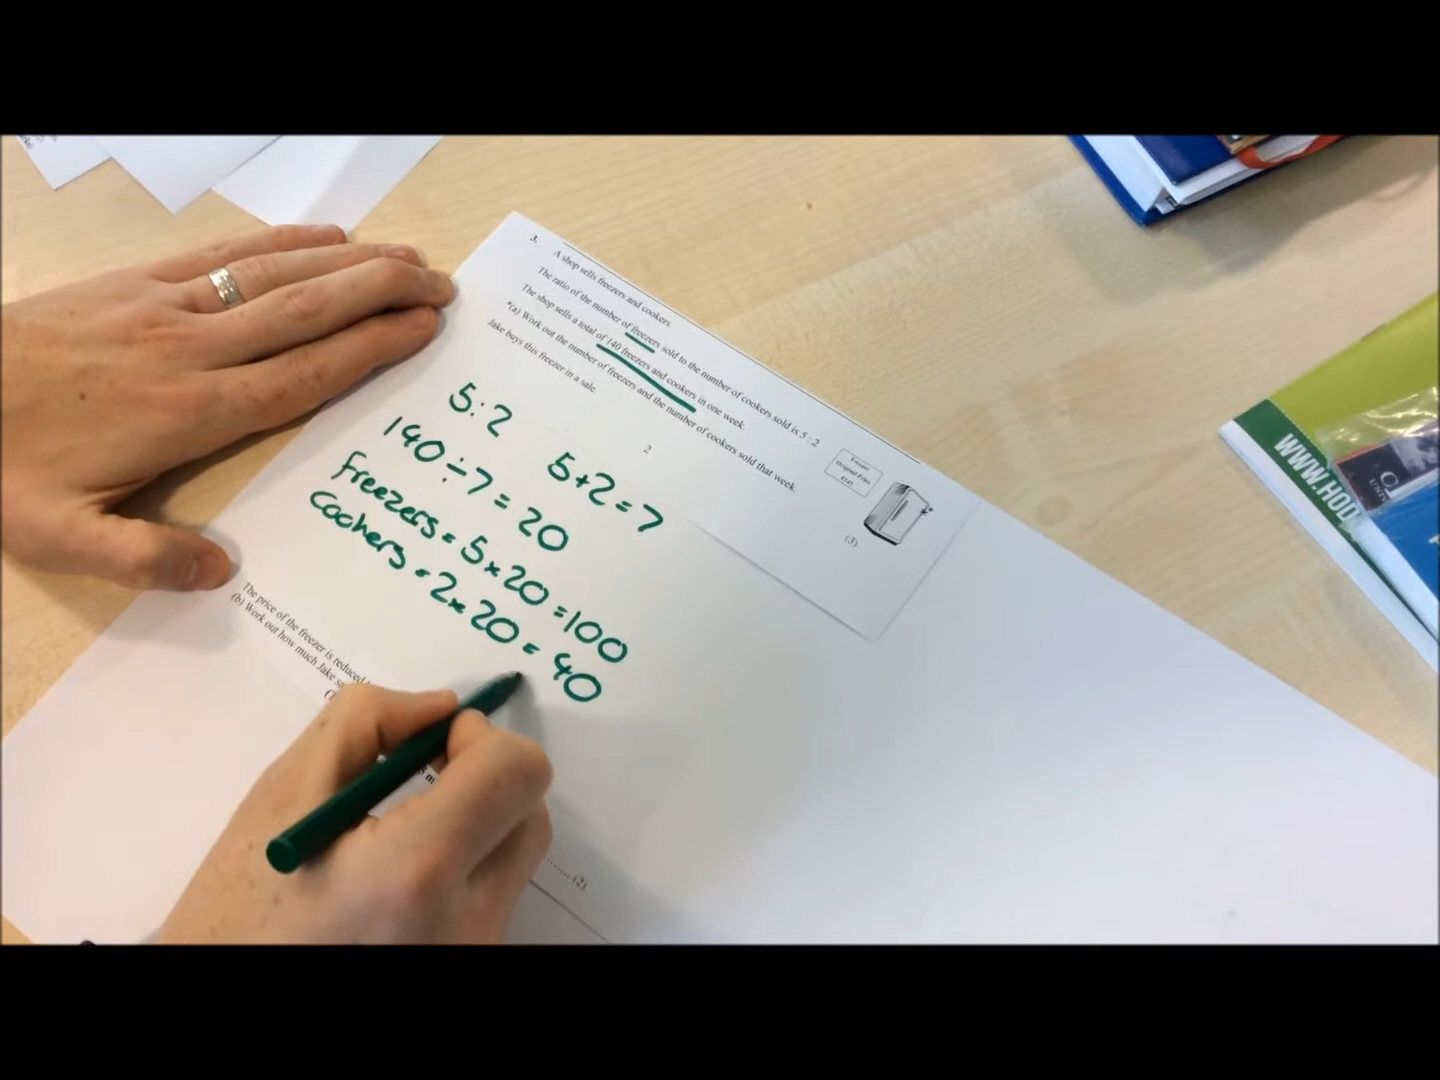 3. A shop sells freezers and cookers.
The ratio of the number of freezers sold to the number of cookers sold is 5 : 2
The shop sells a total of 140 freezers and cookers in one week.
*(a) Work out the number of freezers and the number of cookers sold that week.
Jake buys this freezer in a sale.
2
Freezer
Original Price
(3)
5:2
5+2=7
140÷7=20
freezers = 5×20=100
Cookers = 2×20 = 40
The price of the freezer is reduced
(b) Work out how much Jake
WWW.HOD